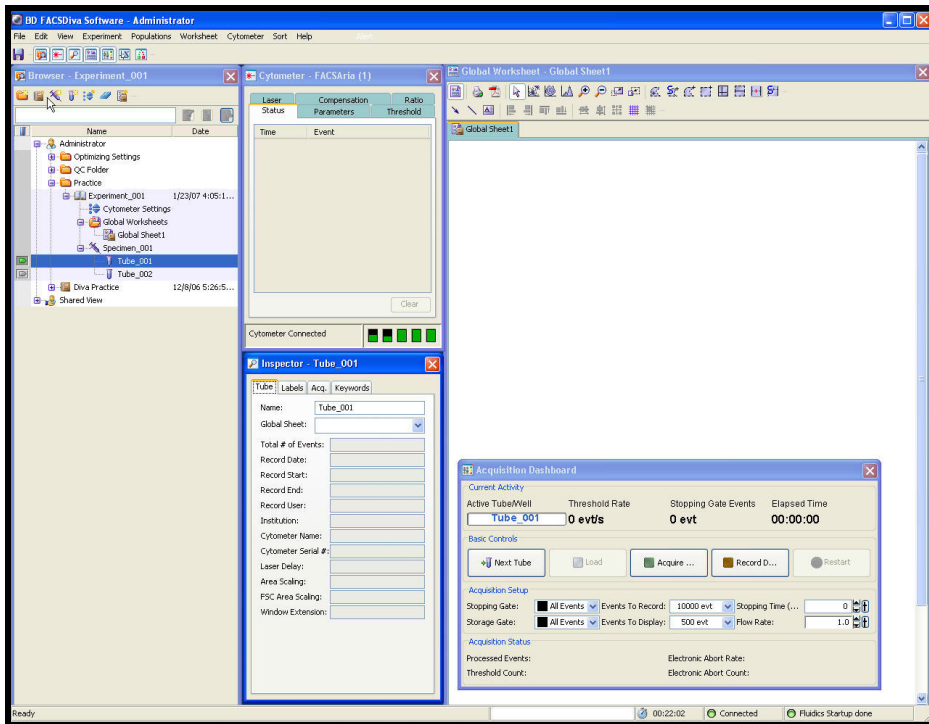 BD FACSDiva Software - Administrator
File Edit View Experiment Populations Worksheet Cytometer Sort Help
Browser - Experiment_001
Name Date
Administrator
Optimizing Settings
QC Folder
Practice
Experiment_001 1/23/07 4:05:1...
Cytometer Settings
Global Worksheets
Global Sheet1
Specimen_001
Tube_001
Tube_002
Diva Practice 12/8/06 5:26:5...
Shared View
Cytometer - FACSAria (1)
Laser Compensation Ratio
Status Parameters Threshold
Time Event
Clear
Cytometer Connected
Inspector - Tube_001
Tube Labels Acq. Keywords
Name: Tube_001
Global Sheet:
Total # of Events:
Record Date:
Record Start:
Record End:
Record User:
Institution:
Cytometer Name:
Cytometer Serial #:
Laser Delay:
Area Scaling:
FSC Area Scaling:
Window Extension:
Global Worksheet - Global Sheet1
Global Sheet1
Acquisition Dashboard
Current Activity
Active Tube/Well Threshold Rate Stopping Gate Events Elapsed Time
Tube_001 0 evt/s 0 evt 00:00:00
Basic Controls
Next Tube Load Acquire ... Record D... Restart
Acquisition Setup
Stopping Gate: All Events Events To Record: 10000 evt Stopping Time (... 0
Storage Gate: All Events Events To Display: 500 evt Flow Rate: 1.0
Acquisition Status
Processed Events: Electronic Abort Rate:
Threshold Count: Electronic Abort Count:
Ready 00:22:02 Connected Fluidics Startup done